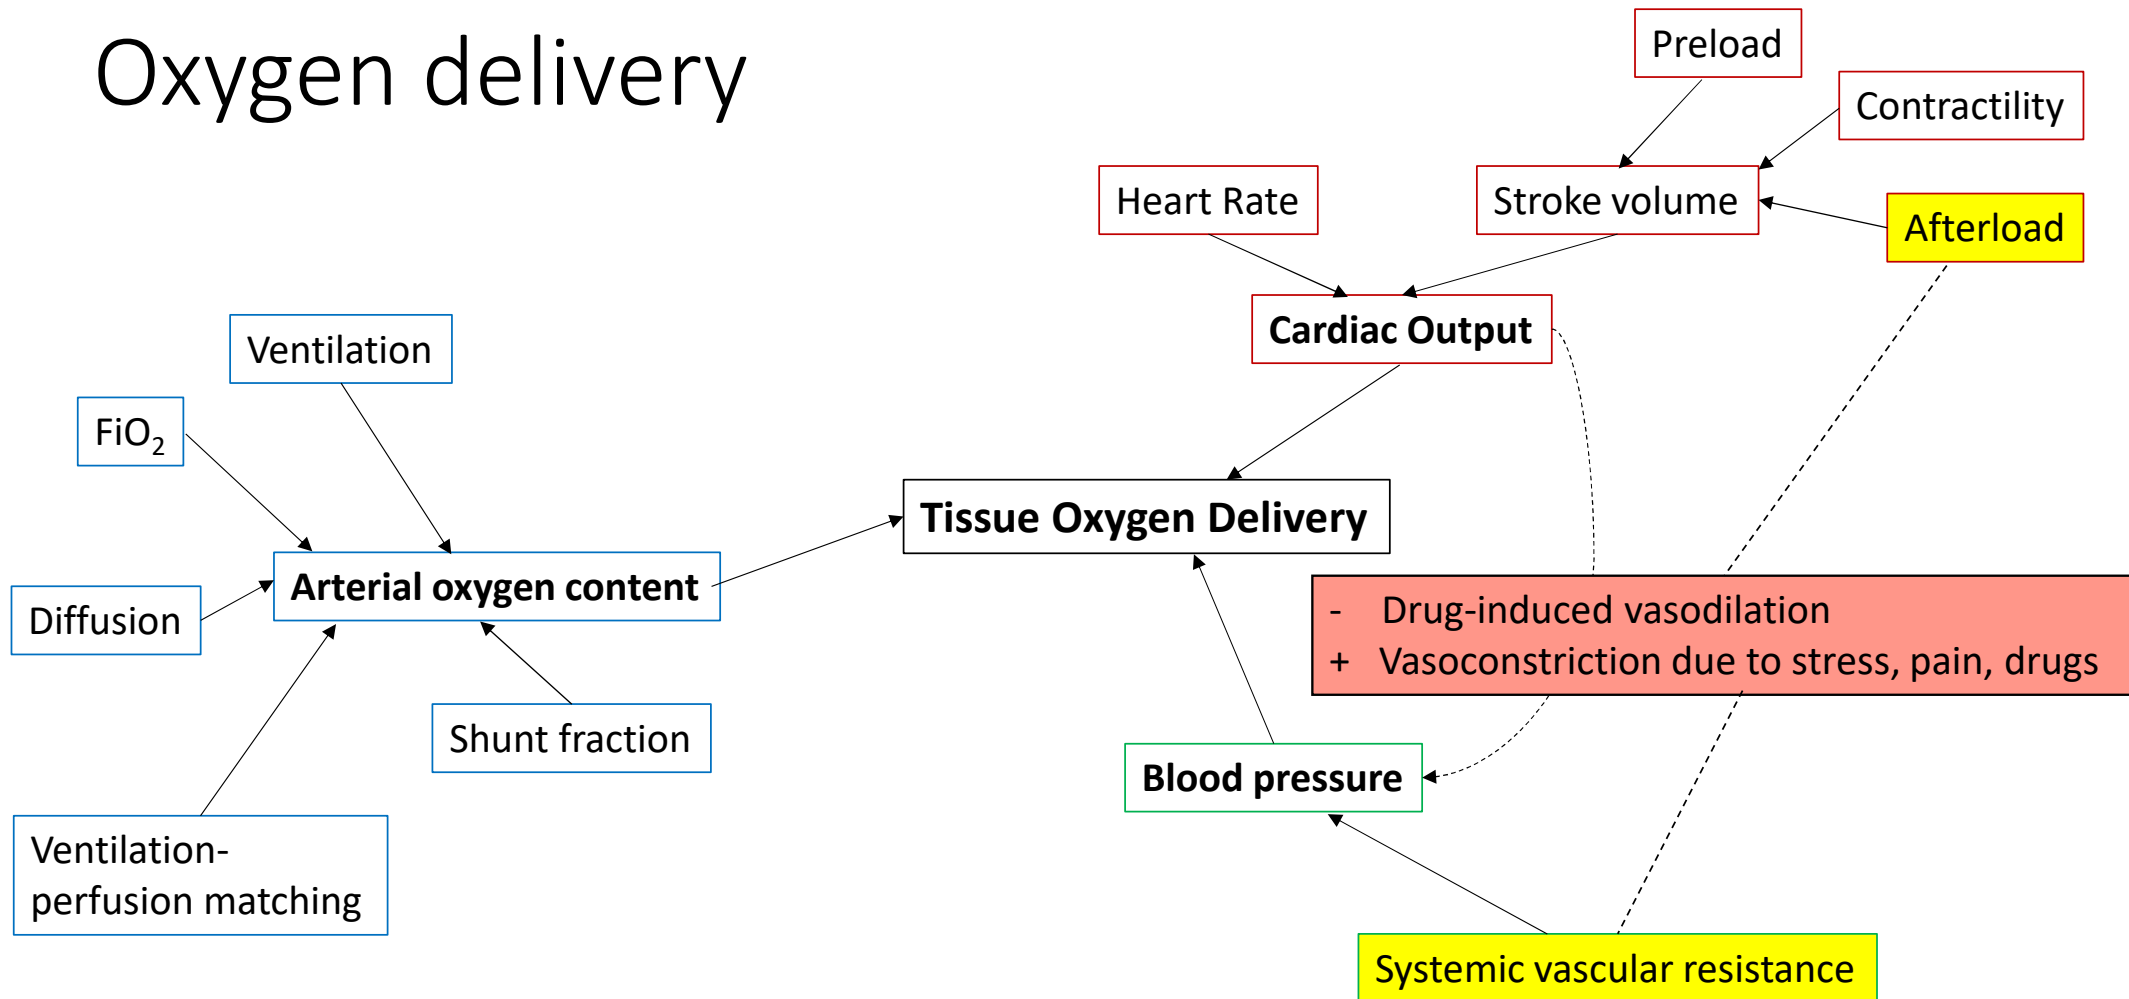 Oxygen delivery
Preload
Contractility
Heart Rate
Stroke volume
Afterload
Cardiac Output
Ventilation
FiO₂
Tissue Oxygen Delivery
Arterial oxygen content
Diffusion
- Drug-induced vasodilation
+ Vasoconstriction due to stress, pain, drugs
Shunt fraction
Blood pressure
Ventilation-
perfusion matching
Systemic vascular resistance